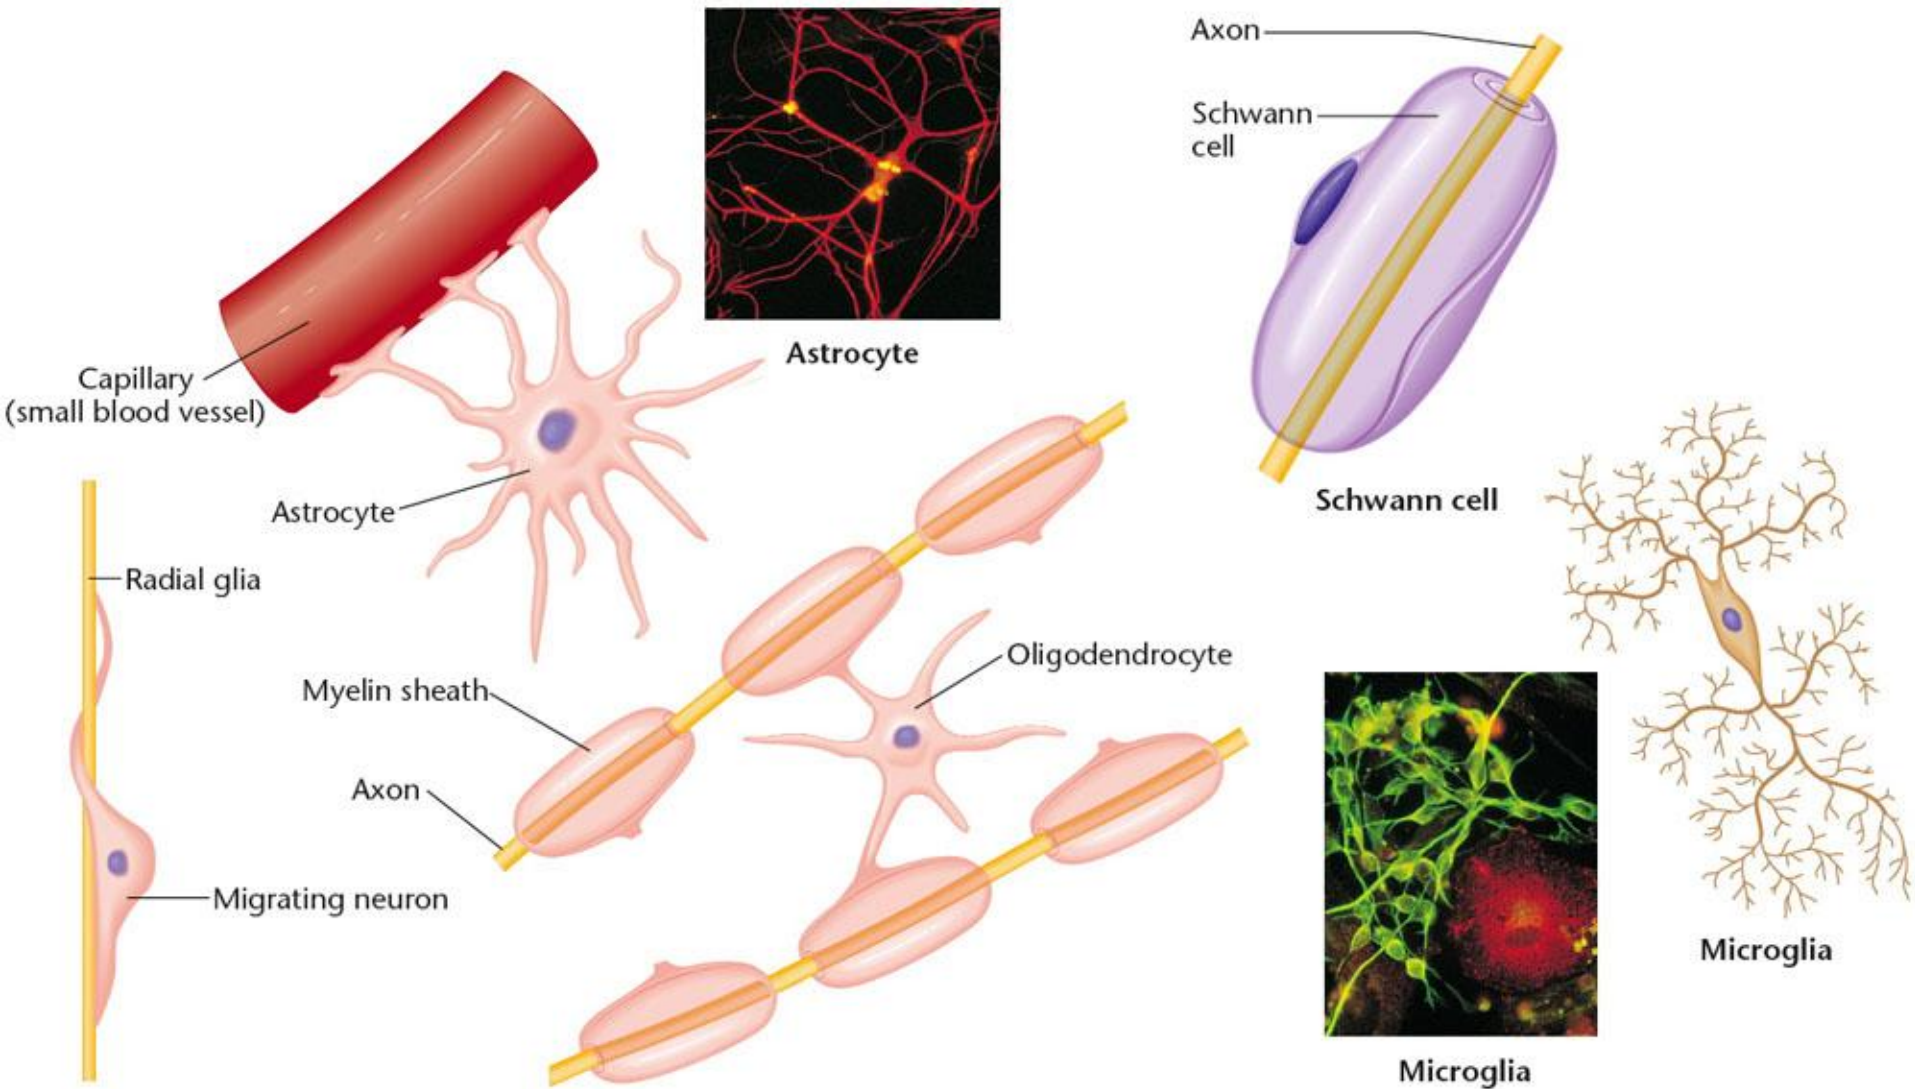 Axon
Schwann
cell
Astrocyte
Capillary
(small blood vessel)
Schwann cell
Astrocyte
Radial glia
Oligodendrocyte
Myelin sheath
Axon
Migrating neuron
Microglia
Microglia